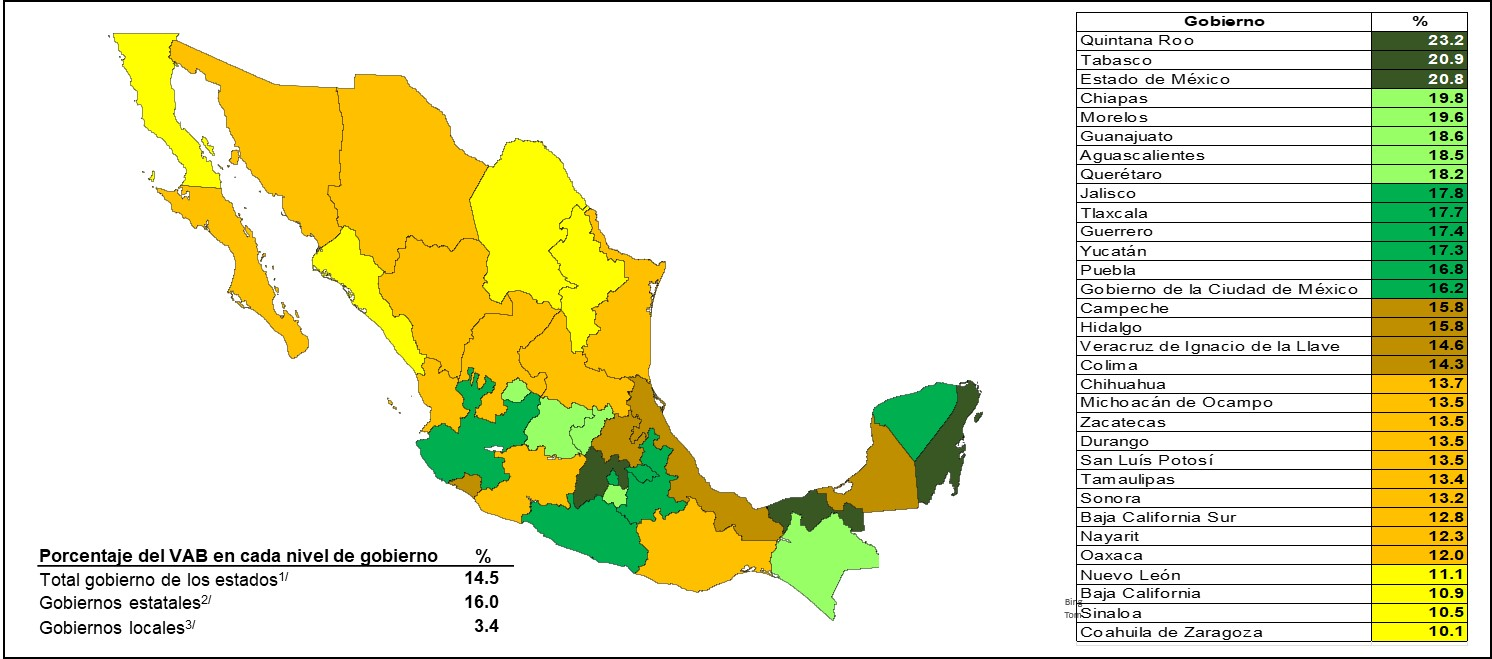 Gobierno %
Quintana Roo 23.2
Tabasco 20.9
Estado de México 20.8
Chiapas 19.8
Morelos 19.6
Guanajuato 18.6
Aguascalientes 18.5
Querétaro 18.2
Jalisco 17.8
Tlaxcala 17.7
Guerrero 17.4
Yucatán 17.3
Puebla 16.8
Gobierno de la Ciudad de México 16.2
Campeche 15.8
Hidalgo 15.8
Veracruz de Ignacio de la Llave 14.6
Colima 14.3
Chihuahua 13.7
Michoacán de Ocampo 13.5
Zacatecas 13.5
Durango 13.5
San Luís Potosí 13.5
Tamaulipas 13.4
Sonora 13.2
Baja California Sur 12.8
Nayarit 12.3
Oaxaca 12.0
Nuevo León 11.1
Baja California 10.9
Sinaloa 10.5
Coahuila de Zaragoza 10.1
Porcentaje del VAB en cada nivel de gobierno %
Total gobierno de los estados1/ 14.5
Gobiernos estatales2/ 16.0
Gobiernos locales3/ 3.4